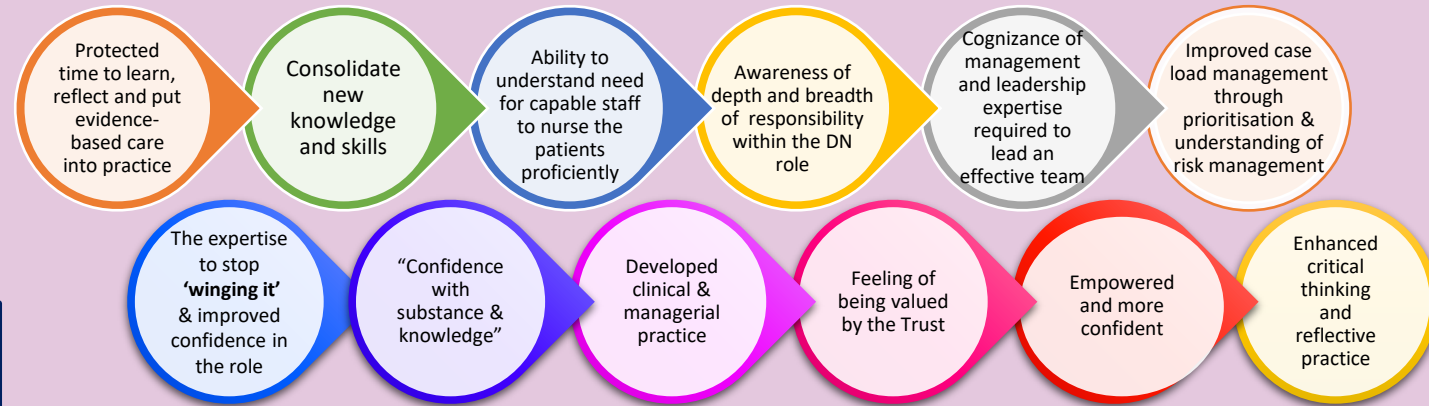 Protected
time to learn,
reflect and put
evidence-
based care
into practice
Consolidate
new
knowledge
and skills
Ability to
understand need
for capable staff
to nurse the
patients
proficiently
Awareness of
depth and breadth
of responsibility
within the DN
role
Cognizance of
management
and leadership
expertise
required to
lead an
effective team
Improved case
load management
through
prioritisation &
understanding of
risk management
The expertise
to stop
'winging it'
& improved
confidence in
the role
“Confidence
with
substance &
knowledge”
Developed
clinical &
managerial
practice
Feeling of
being valued
by the Trust
Empowered
and more
confident
Enhanced
critical
thinking
and
reflective
practice